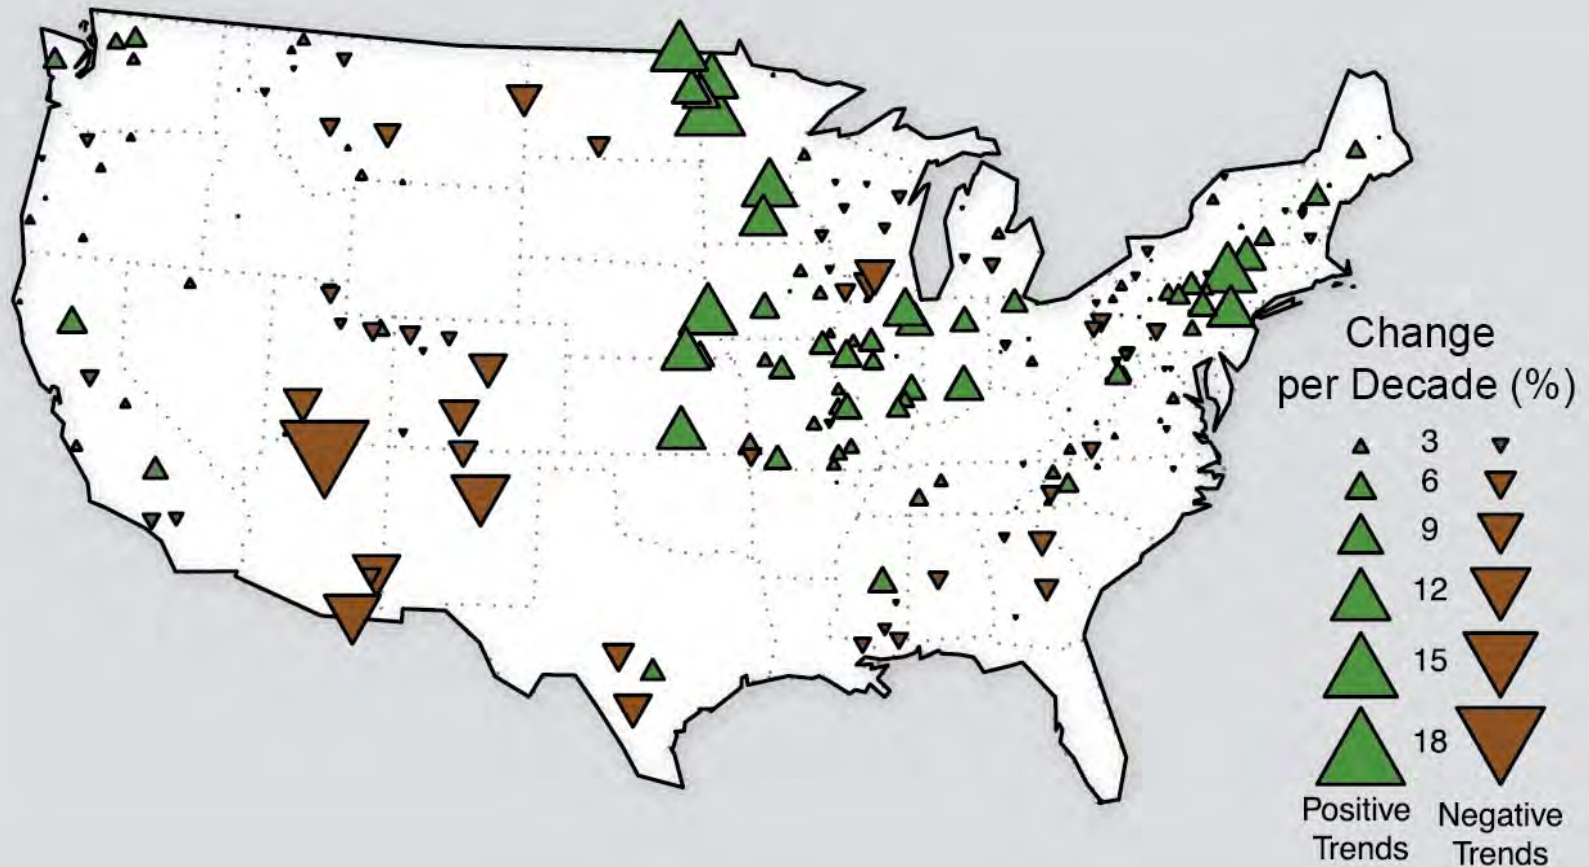 Change
per Decade (%)
3
6
9
12
15
18
Positive Negative
Trends Trends